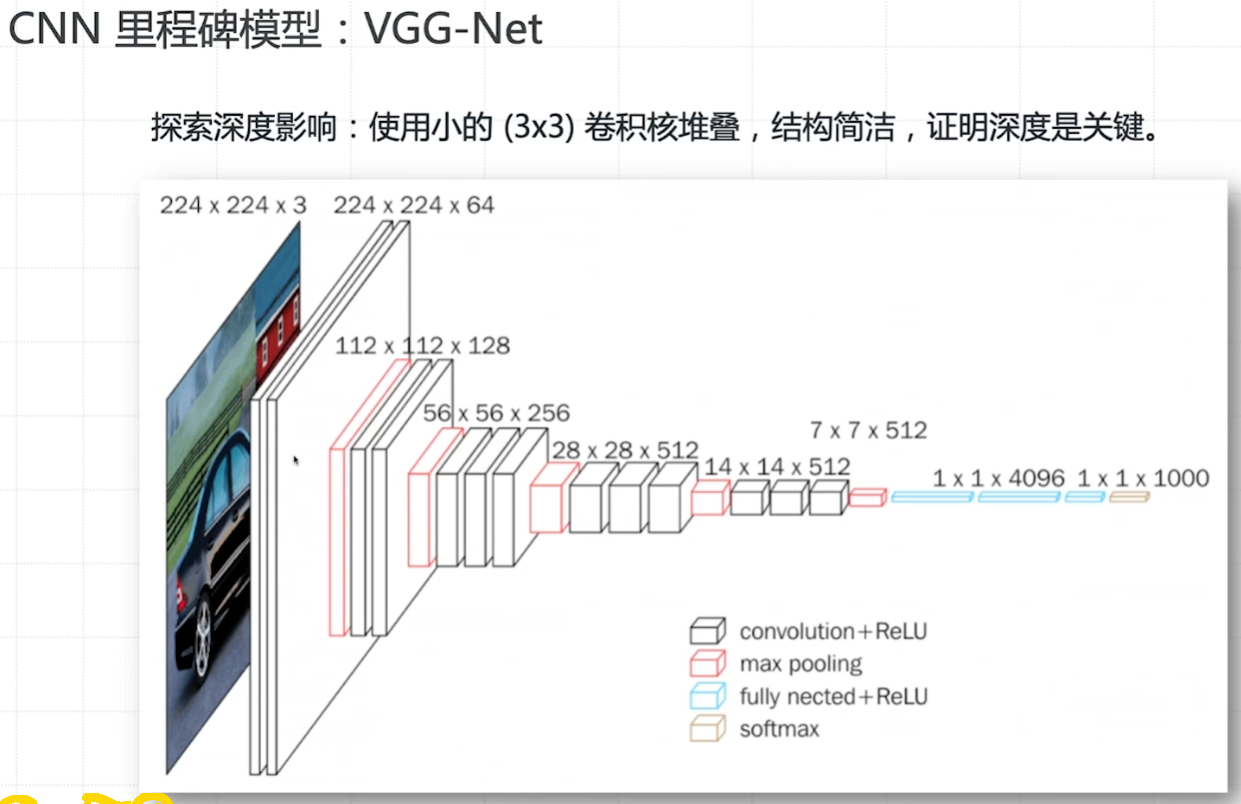 CNN 里程碑模型：VGG-Net
探索深度影响：使用小的 (3x3) 卷积核堆叠，结构简洁，证明深度是关键。
224 x 224 x 3
224 x 224 x 64
112 x 112 x 128
56 x 56 x 256
28 x 28 x 512
14 x 14 x 512
7 x 7 x 512
1 x 1 x 4096
1 x 1 x 1000
convolution+ReLU
max pooling
fully nected+ReLU
softmax